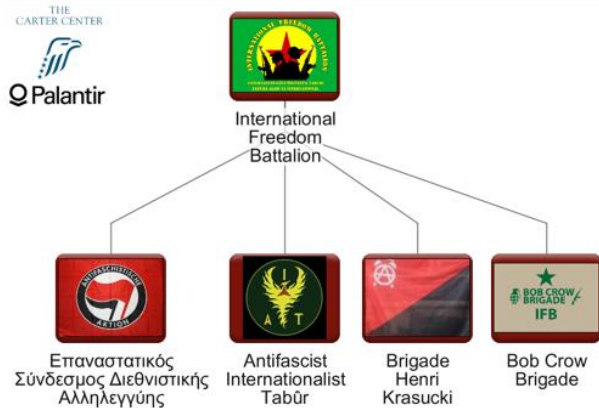 THE
CARTER CENTER
Palantir
INTERNATIONAL FREEDOM BATTALION
International
Freedom
Battalion
ANTIFASCHISTISCHE
AKTION
Επαναστατικός
Σύνδεσμος Διεθνιστικής
Αλληλεγγύης
I
A T
Antifascist
Internationalist
Tabûr
Brigade
Henri
Krasucki
BOB CROW
BRIGADE
IFB
Bob Crow
Brigade